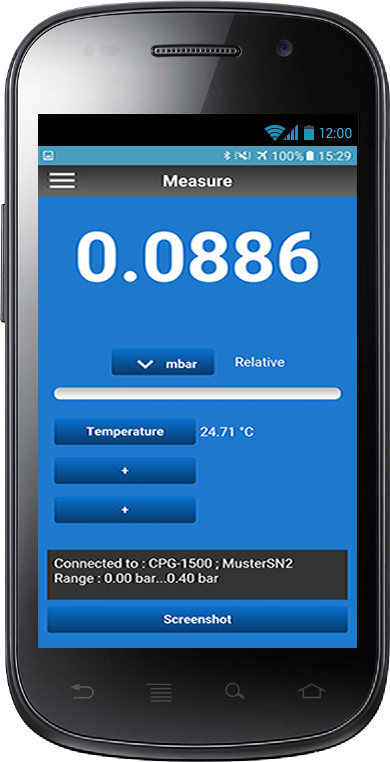 12:00
100% 15:29
Measure
0.0886
mbar Relative
Temperature 24.71 °C
+
+
Connected to : CPG-1500 ; MusterSN2
Range : 0.00 bar...0.40 bar
Screenshot